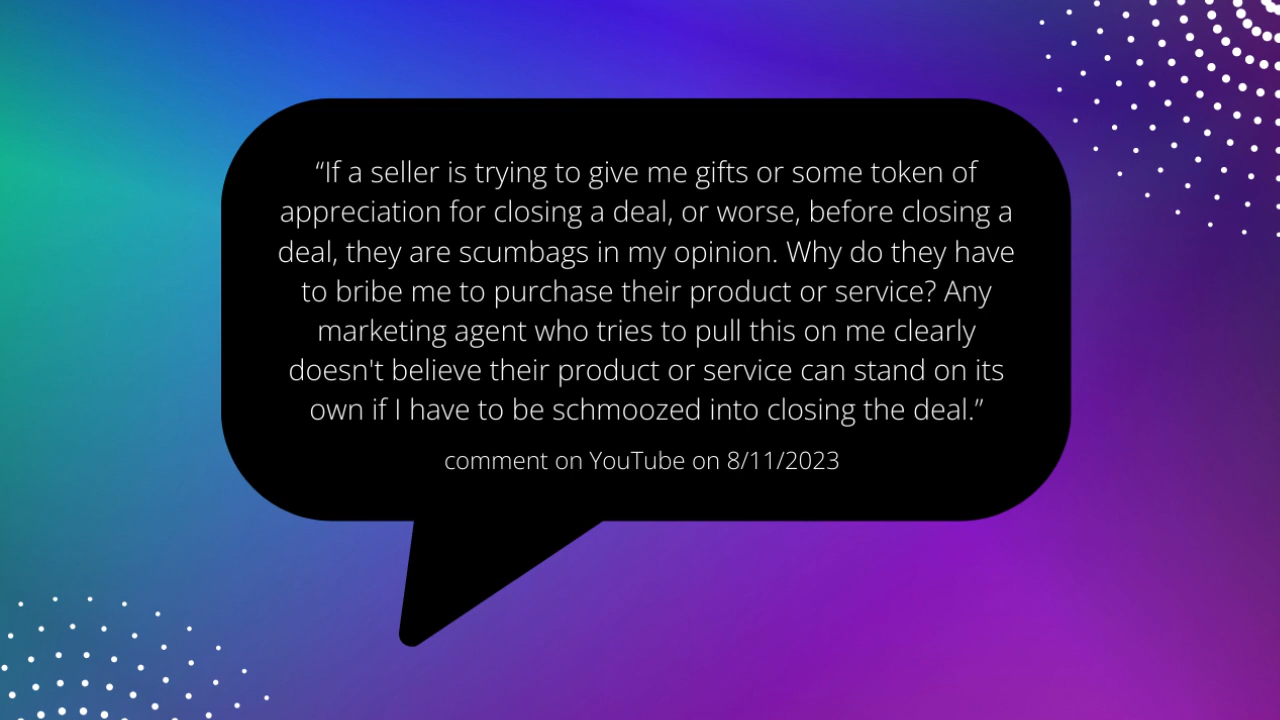 “If a seller is trying to give me gifts or some token of
appreciation for closing a deal, or worse, before closing a
deal, they are scumbags in my opinion. Why do they have
to bribe me to purchase their product or service? Any
marketing agent who tries to pull this on me clearly
doesn't believe their product or service can stand on its
own if I have to be schmoozed into closing the deal.”
comment on YouTube on 8/11/2023